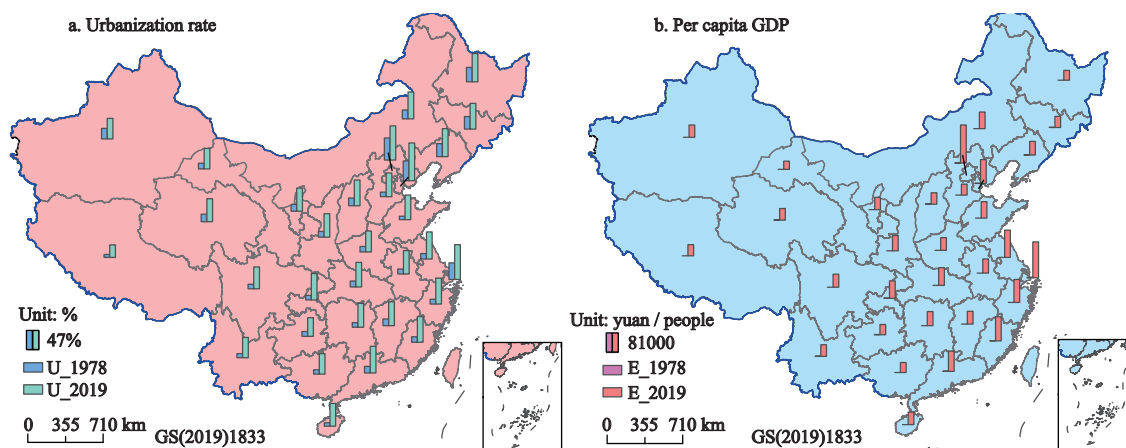 a. Urbanization rate
Unit: %
47%
U_1978
U_2019
0 355 710 km
GS(2019)1833
b. Per capita GDP
Unit: yuan / people
81000
E_1978
E_2019
0 355 710 km
GS(2019)1833